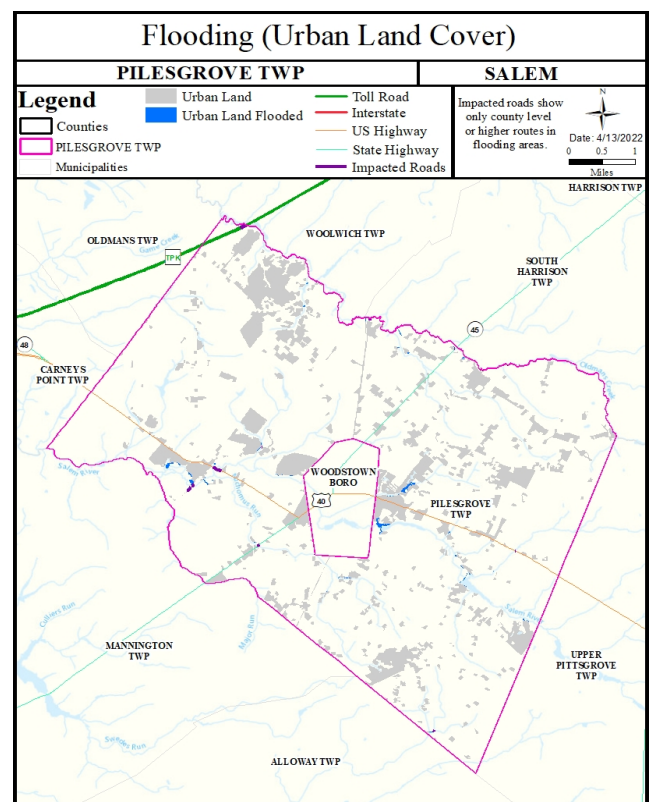 Flooding (Urban Land Cover)
PILESGROVE TWP
SALEM
Legend
Counties
PILESGROVE TWP
Municipalities
Urban Land
Urban Land Flooded
Toll Road
Interstate
US Highway
State Highway
Impacted Roads
Impacted roads show
only county level
or higher routes in
flooding areas.
N
Date: 4/13/2022
0 0.5 1
Miles
HARRISON TWP
OLDMANS TWP
WOOLWICH TWP
TPK
SOUTH
HARRISON
TWP
45
48
CARNEYS
POINT TWP
Salem River
WOODSTOWN
BORO
40
PILESGROVE
TWP
Salem River
MANNINGTON
TWP
Major Run
UPPER
PITTSGROVE
TWP
ALLOWAY TWP